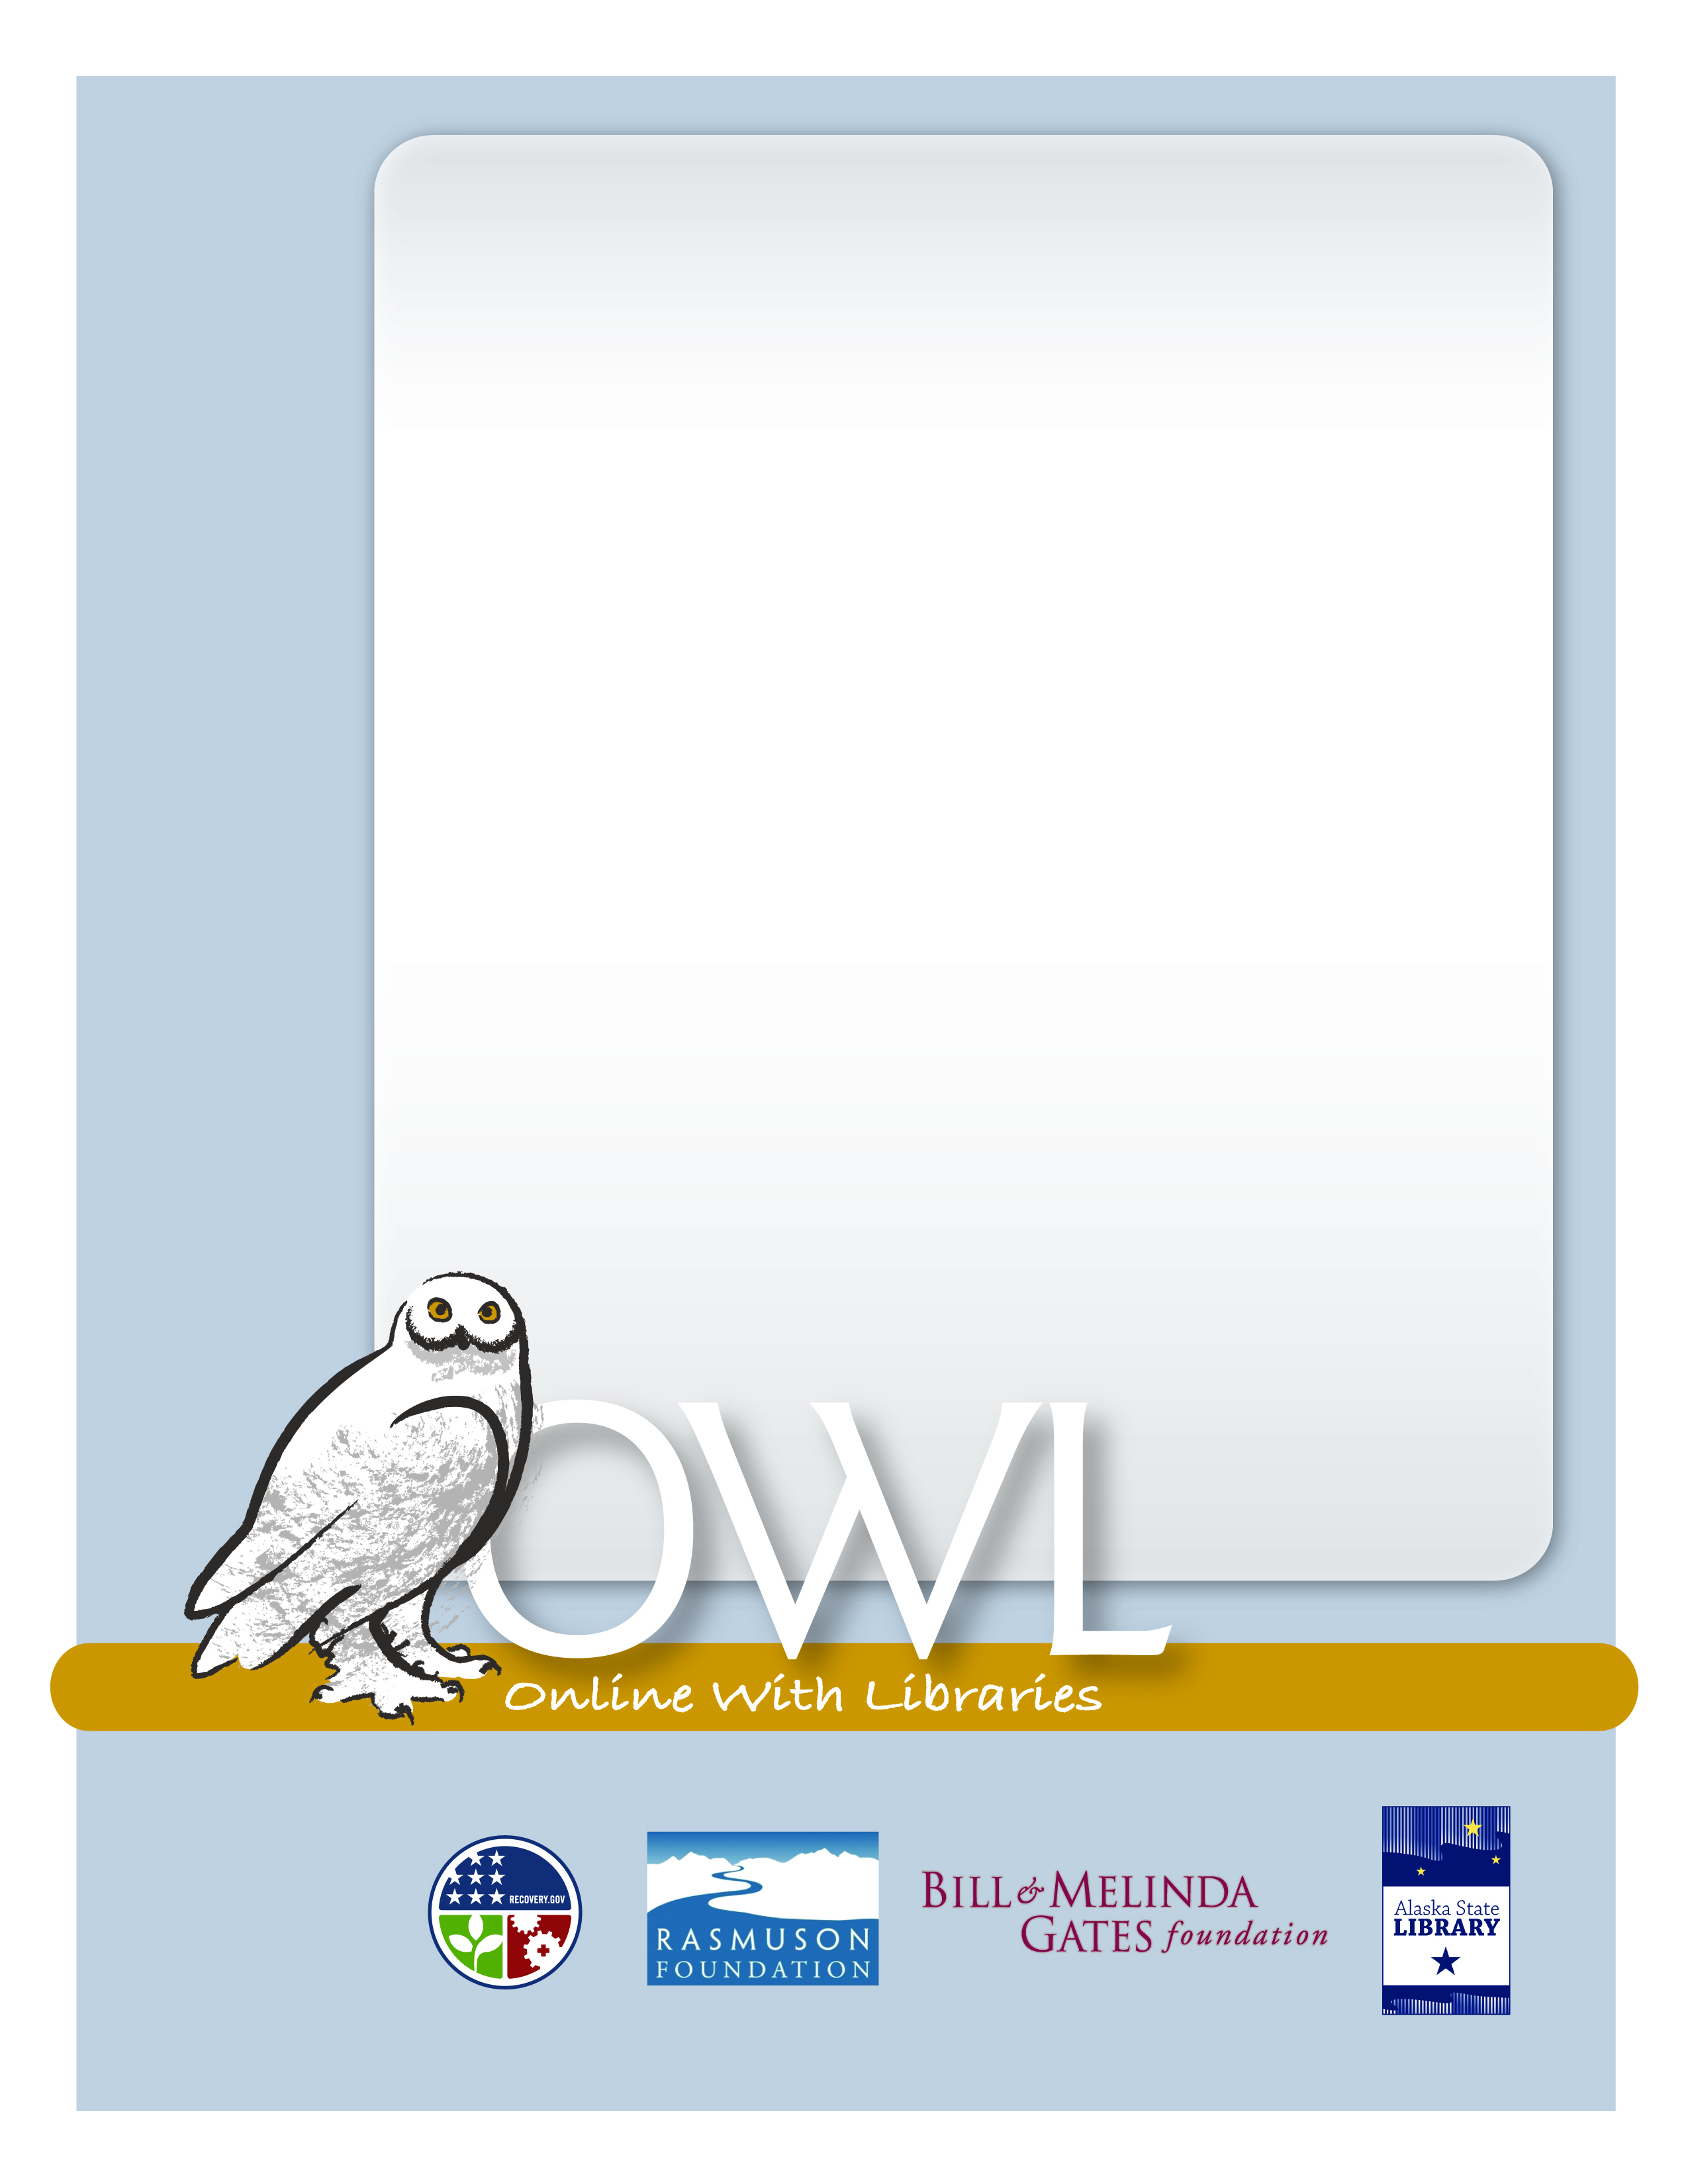 OWL
Online With Libraries
RECOVERY.GOV
RASMUSON
FOUNDATION
BILL & MELINDA
GATES foundation
Alaska State
LIBRARY